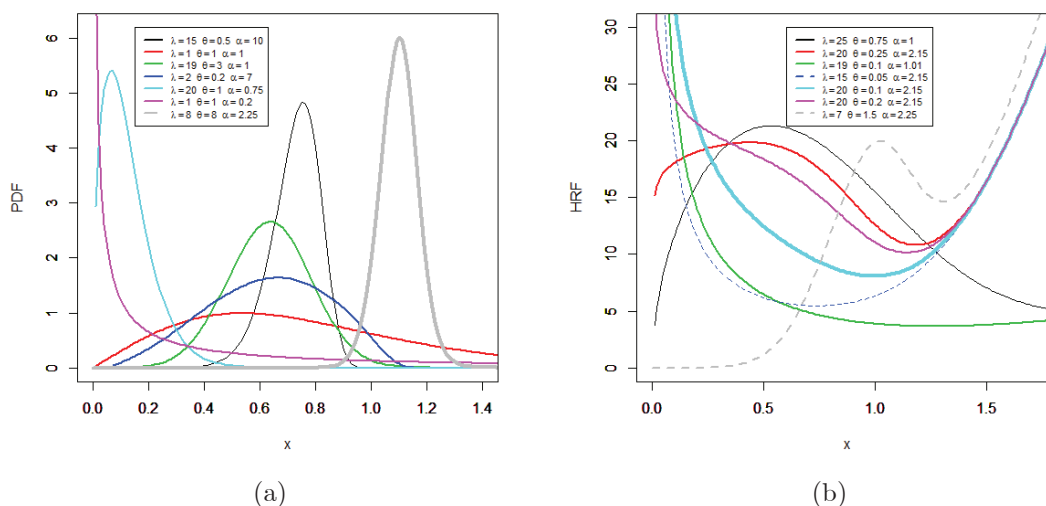 λ=15 θ=0.5 α=10
λ=1 θ=1 α=1
λ=19 θ=3 α=1
λ=2 θ=0.2 α=7
λ=20 θ=1 α=0.75
λ=1 θ=1 α=0.2
λ=8 θ=8 α=2.25
PDF
6
5
4
3
2
1
0
0.0 0.2 0.4 0.6 0.8 1.0 1.2 1.4
x
(a)
λ=25 θ=0.75 α=1
λ=20 θ=0.25 α=2.15
λ=19 θ=0.1 α=1.01
λ=15 θ=0.05 α=2.15
λ=20 θ=0.1 α=2.15
λ=20 θ=0.2 α=2.15
λ=7 θ=1.5 α=2.25
HRF
30
25
20
15
10
5
0
0.0 0.5 1.0 1.5
x
(b)